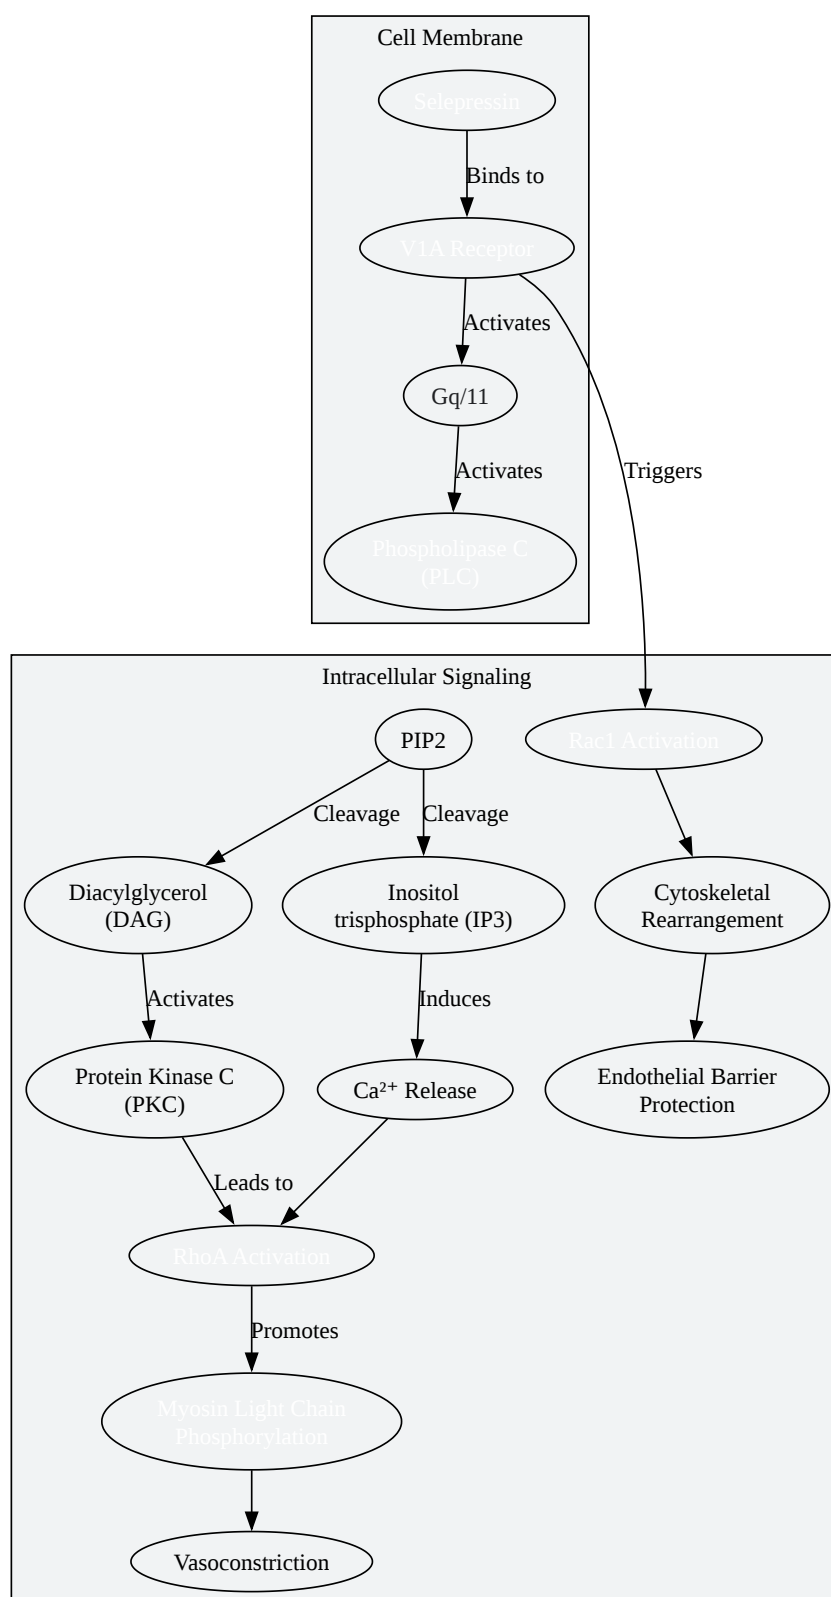 Cell Membrane
Selepressin
Binds to
V1A Receptor
Activates
Gq/11
Activates
Triggers
Phospholipase C
(PLC)
Intracellular Signaling
PIP2
Rac1 Activation
Cleavage
Cleavage
Diacylglycerol
(DAG)
Inositol
trisphosphate (IP3)
Cytoskeletal
Rearrangement
Activates
Induces
Protein Kinase C
(PKC)
Ca²⁺ Release
Endothelial Barrier
Protection
Leads to
RhoA Activation
Promotes
Myosin Light Chain
Phosphorylation
Vasoconstriction